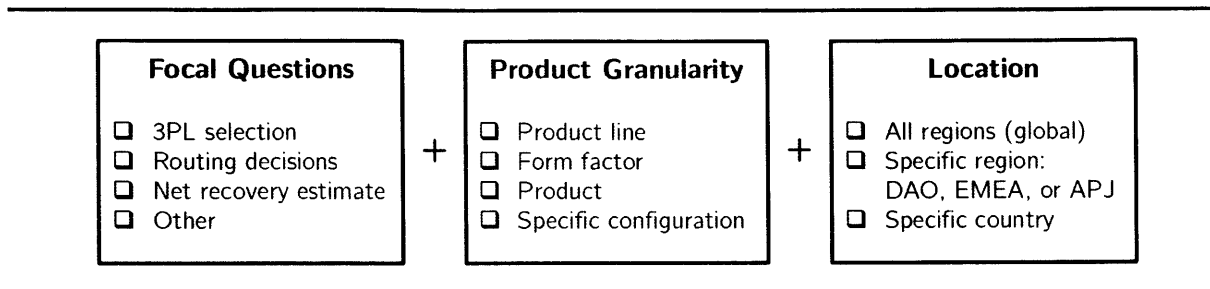 Focal Questions
❑ 3PL selection
❑ Routing decisions
❑ Net recovery estimate
❑ Other
+
Product Granularity
❑ Product line
❑ Form factor
❑ Product
❑ Specific configuration
+
Location
❑ All regions (global)
❑ Specific region:
DAO, EMEA, or APJ
❑ Specific country